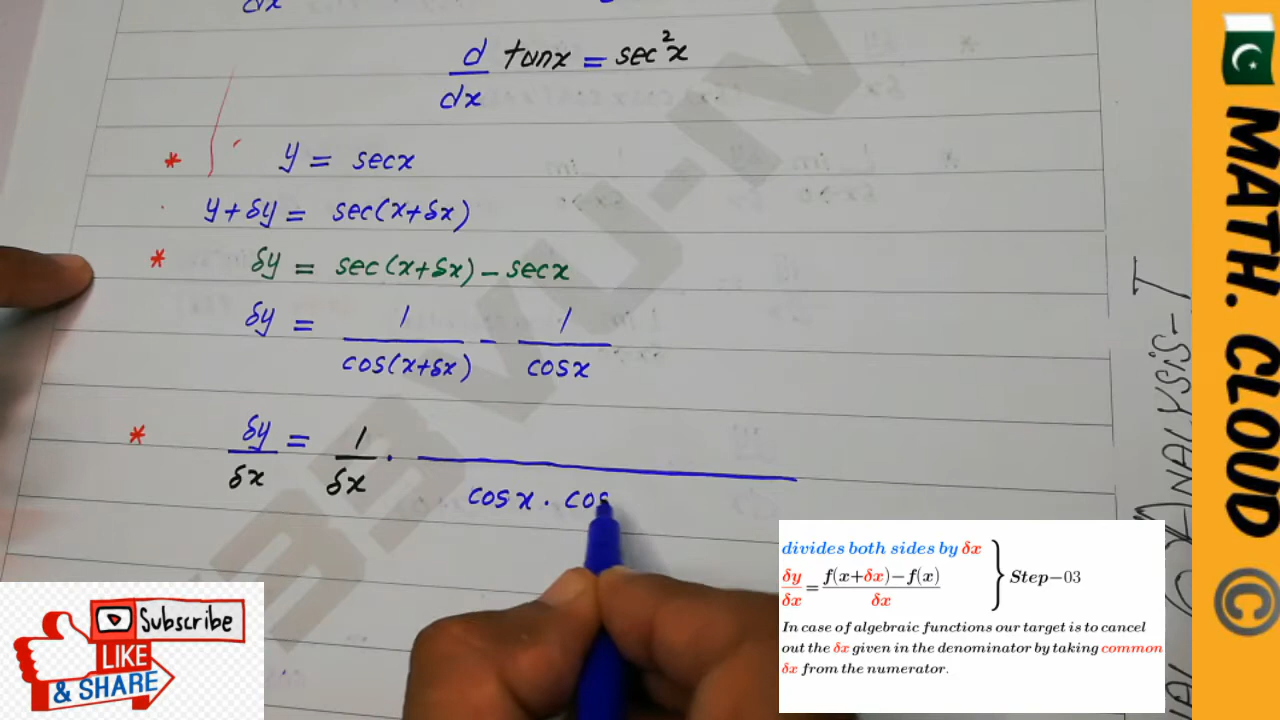 dx
d/dx tanx = sec²x
* y = secx
y+δy = sec(x+δx)
* δy = sec(x+δx) - secx
δy = 1/cos(x+δx) - 1/cosx
* δy/δx = 1/δx . /cosx . cos
divides both sides by δx
δy/δx = f(x+δx)-f(x)/δx } Step-03
In case of algebraic functions our target is to cancel
out the δx given in the denominator by taking common
δx from the numerator.
Subscribe
LIKE
& SHARE
MATH. CLOUD ©
ANALYSIS-I
33VU-IV